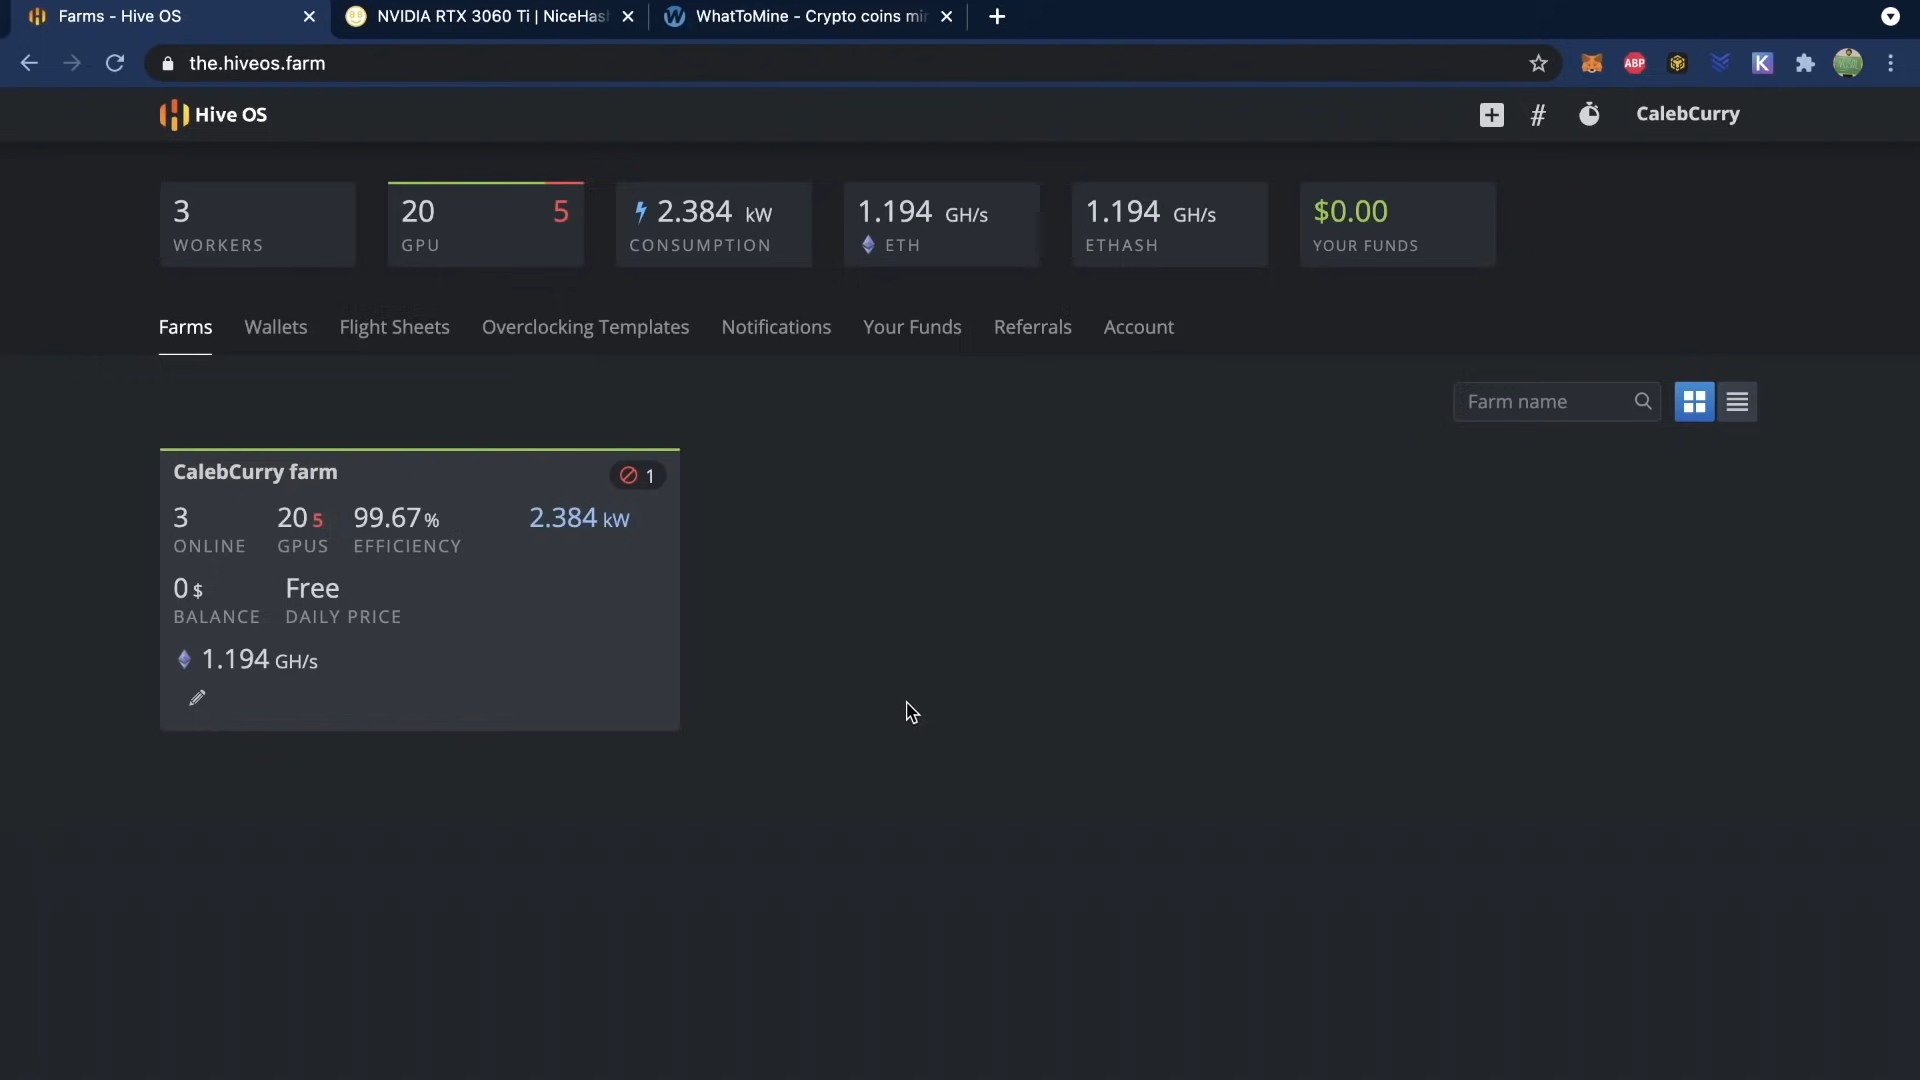 Farms - Hive OS
NVIDIA RTX 3060 Ti | NiceHas
WhatToMine - Crypto coins mi
the.hiveos.farm
ABP
K
Hive OS
#
CalebCurry
3
WORKERS
20 5
GPU
2.384 kW
CONSUMPTION
1.194 GH/s
ETH
1.194 GH/s
ETHASH
$0.00
YOUR FUNDS
Farms Wallets Flight Sheets Overclocking Templates Notifications Your Funds Referrals Account
Farm name
CalebCurry farm
1
3 20 5 99.67% 2.384 kW
ONLINE GPUS EFFICIENCY
0 $ Free
BALANCE DAILY PRICE
1.194 GH/s